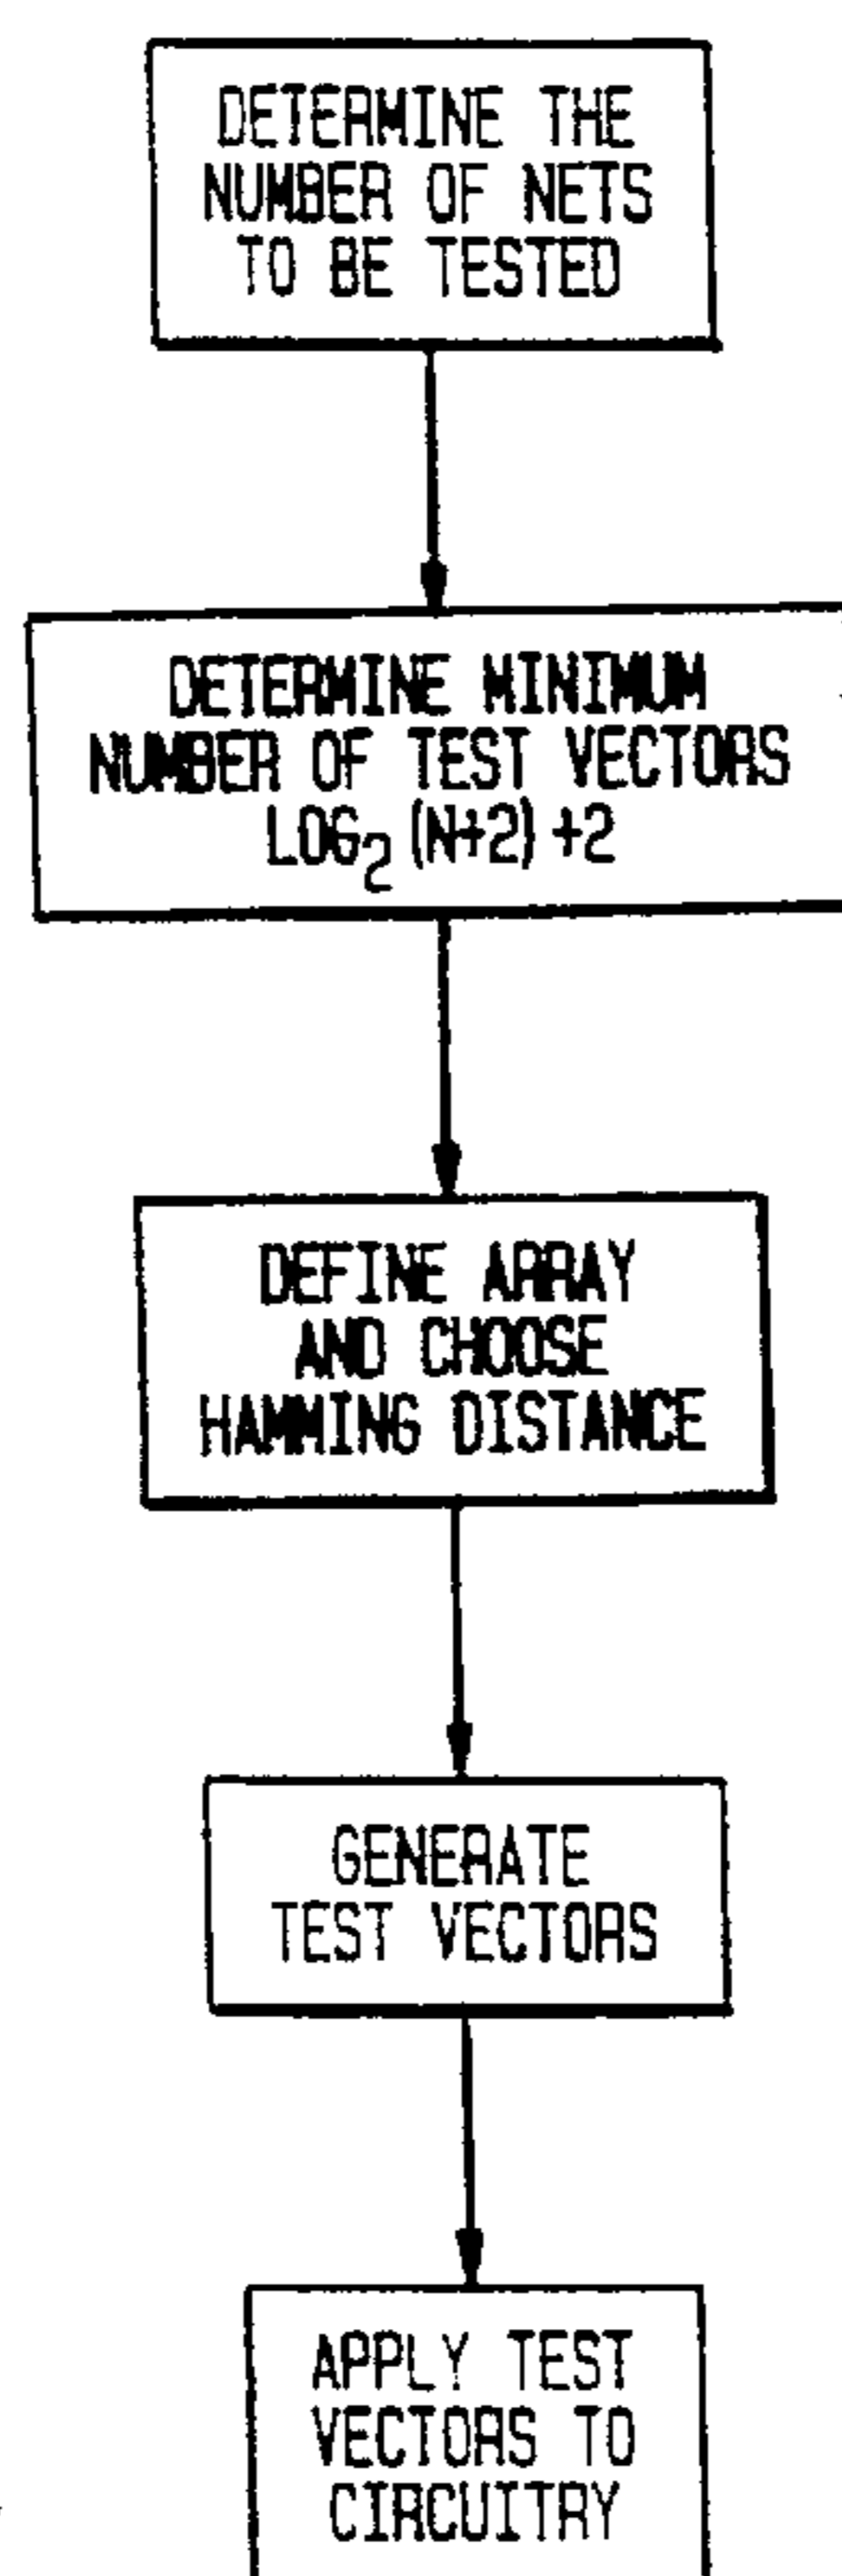 DETERMINE THE
NUMBER OF NETS
TO BE TESTED
DETERMINE MINIMUM
NUMBER OF TEST VECTORS
LOG₂ (N+2) +2
DEFINE ARRAY
AND CHOOSE
HAMMING DISTANCE
GENERATE
TEST VECTORS
APPLY TEST
VECTORS TO
CIRCUITRY